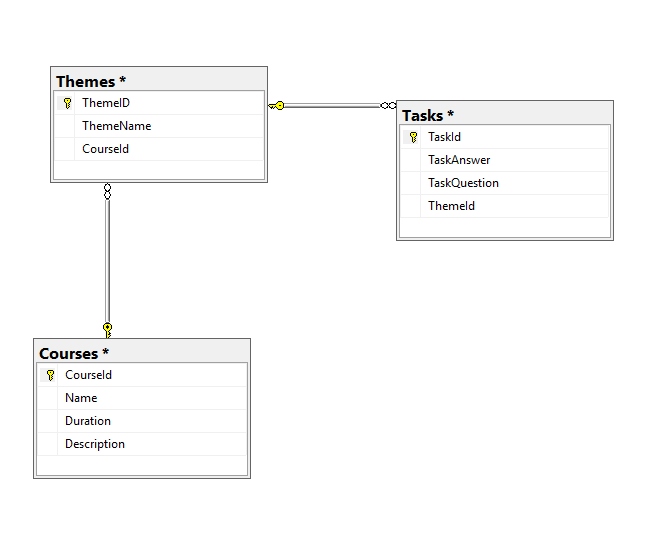 Themes *
ThemeID
ThemeName
CourseId
Tasks *
TaskId
TaskAnswer
TaskQuestion
ThemeId
Courses *
CourseId
Name
Duration
Description